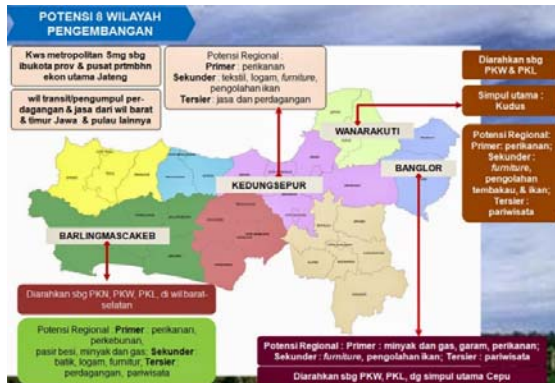 POTENSI 8 WILAYAH
PENGEMBANGAN
Kws metropolitan Smg sbg
ibukota prov & pusat prtmbhn
ekon utama Jateng
wil transit/pengumpul per-
dagangan & jasa dari wil barat
& timur Jawa & pulau lainnya
Potensi Regional :
Primer : perikanan
Sekunder : tekstil, logam, furniture,
pengolahan ikan
Tersier : jasa dan perdagangan
Diarahkan sbg
PKW & PKL
Simpul utama :
Kudus
Potensi Regional:
Primer: perikanan;
Sekunder :
furniture,
pengolahan
tembakau, & ikan;
Tersier :
pariwisata
WANARAKUTI
BANGLOR
KEDUNGSEPUR
BARLINGMASCAKEB
Diarahkan sbg PKN, PKW, PKL, di wil barat-
selatan
Potensi Regional : Primer : perikanan,
perkebunan,
pasir besi, minyak dan gas; Sekunder :
batik, logam, furnitur, Tersier :
perdagangan, pariwisata
Potensi Regional : Primer : minyak dan gas, garam, perikanan;
Sekunder : furniture, pengolahan ikan; Tersier : pariwisata
Diarahkan sbg PKW, PKL, dg simpul utama Cepu